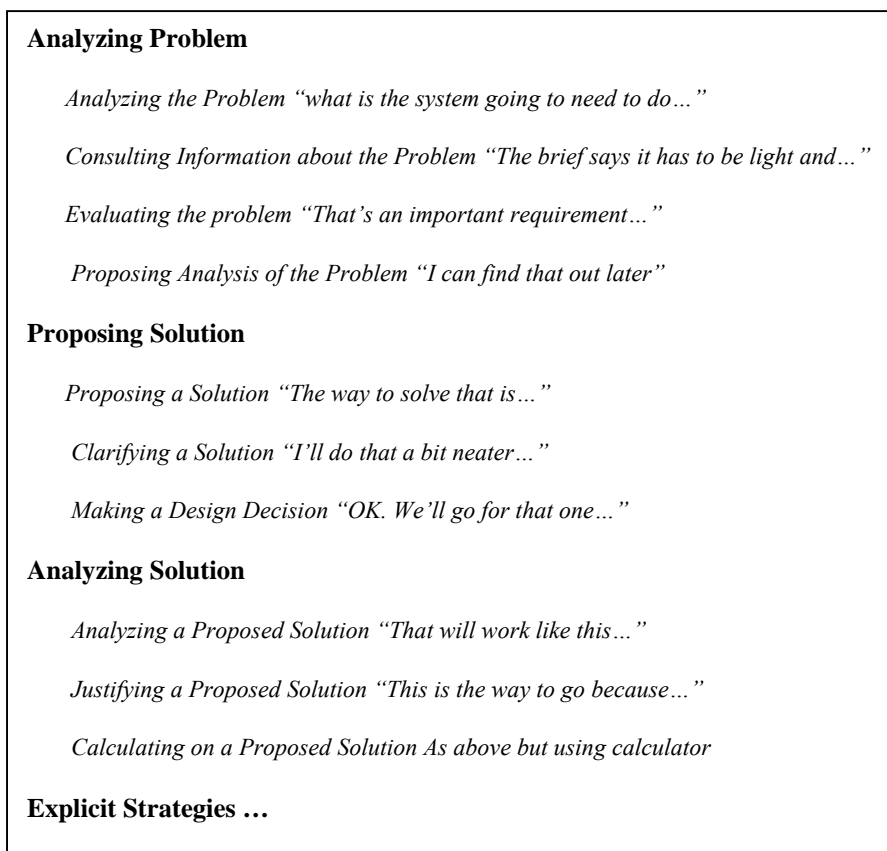 Analyzing Problem
Analyzing the Problem “what is the system going to need to do…”
Consulting Information about the Problem “The brief says it has to be light and…”
Evaluating the problem “That’s an important requirement…”
Proposing Analysis of the Problem “I can find that out later”
Proposing Solution
Proposing a Solution “The way to solve that is…”
Clarifying a Solution “I’ll do that a bit neater…”
Making a Design Decision “OK. We’ll go for that one…”
Analyzing Solution
Analyzing a Proposed Solution “That will work like this…”
Justifying a Proposed Solution “This is the way to go because…”
Calculating on a Proposed Solution As above but using calculator
Explicit Strategies …